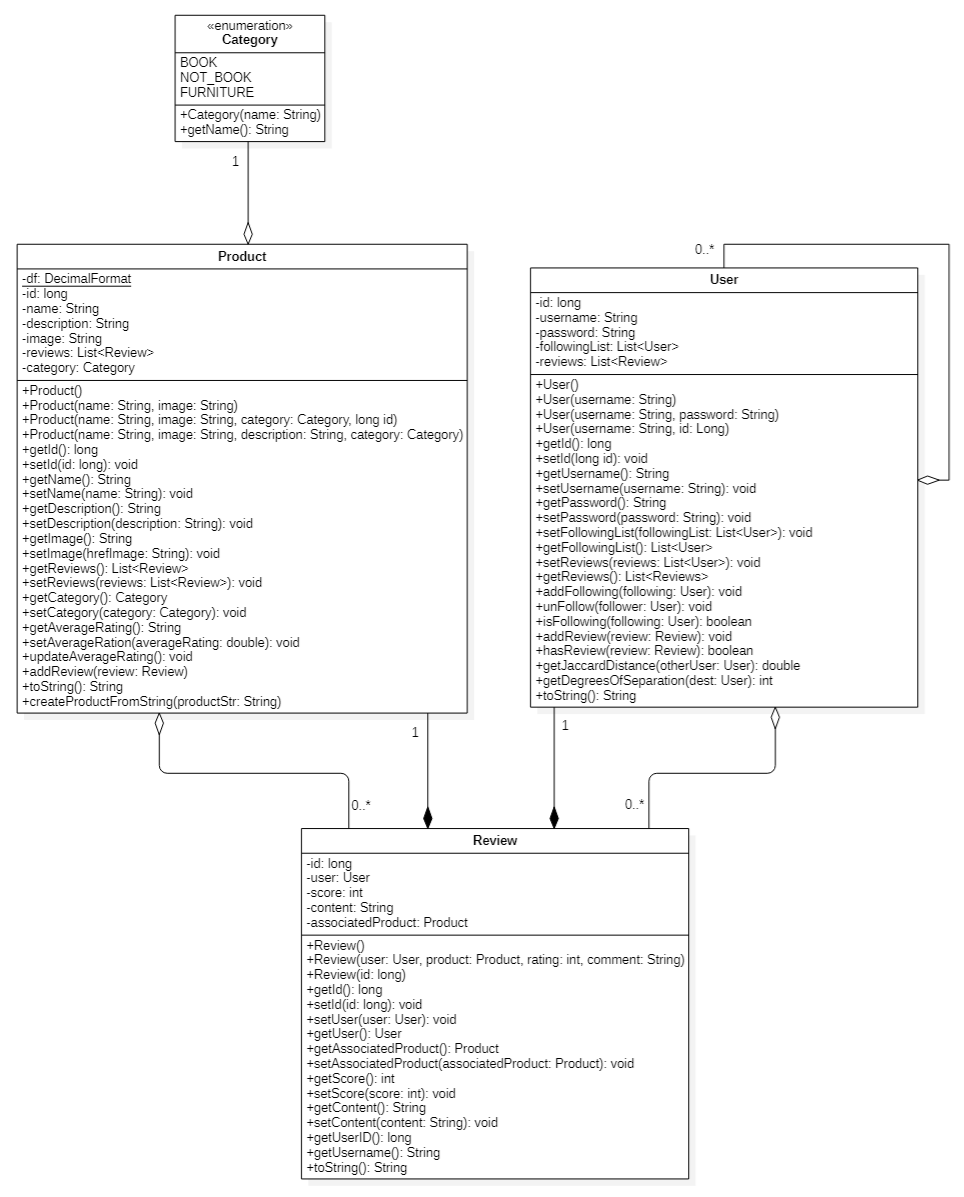 «enumeration»
Category
BOOK
NOT_BOOK
FURNITURE
+Category(name: String)
+getName(): String
1
Product
-df: DecimalFormat
-id: long
-name: String
-description: String
-image: String
-reviews: List<Review>
-category: Category
+Product()
+Product(name: String, image: String)
+Product(name: String, image: String, category: Category, long id)
+Product(name: String, image: String, description: String, category: Category)
+getId(): long
+setId(id: long): void
+getName(): String
+setName(name: String): void
+getDescription(): String
+setDescription(description: String): void
+getImage(): String
+setImage(hrefImage: String): void
+getReviews(): List<Review>
+setReviews(reviews: List<Review>): void
+getCategory(): Category
+setCategory(category: Category): void
+getAverageRating(): String
+setAverageRation(averageRating: double): void
+updateAverageRating(): void
+addReview(review: Review)
+toString(): String
+createProductFromString(productStr: String)
0..*
User
-id: long
-username: String
-password: String
-followingList: List<User>
-reviews: List<Review>
+User()
+User(username: String)
+User(username: String, password: String)
+User(username: String, id: Long)
+getId(): long
+setId(long id): void
+getUsername(): String
+setUsername(username: String): void
+getPassword(): String
+setPassword(password: String): void
+setFollowingList(followingList: List<User>): void
+getFollowingList(): List<User>
+setReviews(reviews: List<User>): void
+getReviews(): List<Reviews>
+addFollowing(following: User): void
+unFollow(follower: User): void
+isFollowing(following: User): boolean
+addReview(review: Review): void
+hasReview(review: Review): boolean
+getJaccardDistance(otherUser: User): double
+getDegreesOfSeparation(dest: User): int
+toString(): String
1
1
0..*
0..*
Review
-id: long
-user: User
-score: int
-content: String
-associatedProduct: Product
+Review()
+Review(user: User, product: Product, rating: int, comment: String)
+Review(id: long)
+getId(): long
+setId(id: long): void
+setUser(user: User): void
+getUser(): User
+getAssociatedProduct(): Product
+setAssociatedProduct(associatedProduct: Product): void
+getScore(): int
+setScore(score: int): void
+getContent(): String
+setContent(content: String): void
+getUserID(): long
+getUsername(): String
+toString(): String